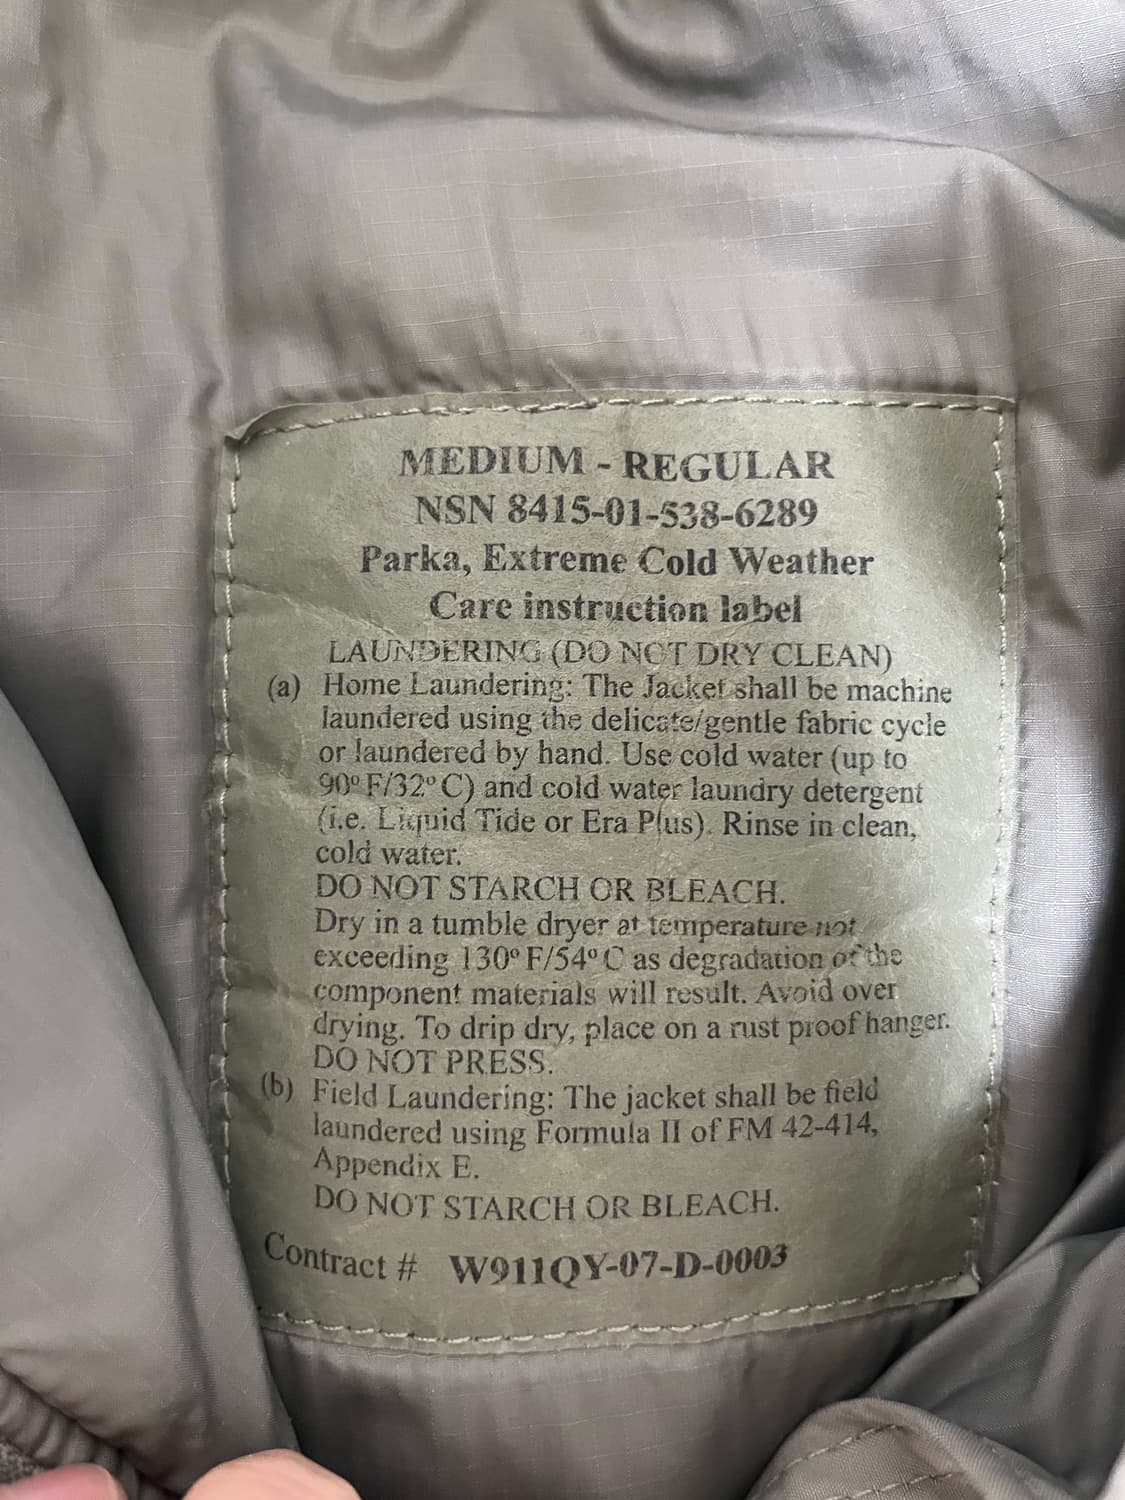 MEDIUM - REGULAR
NSN 8415-01-538-6289
Parka, Extreme Cold Weather
Care instruction label
LAUNDERING (DO NOT DRY CLEAN)
(a) Home Laundering: The Jacket shall be machine
laundered using the delicate/gentle fabric cycle
or laundered by hand. Use cold water (up to
90° F/32° C) and cold water laundry detergent
(i.e. Liquid Tide or Era Plus). Rinse in clean,
cold water.
DO NOT STARCH OR BLEACH.
Dry in a tumble dryer at temperature not
exceeding 130° F/54° C as degradation of the
component materials will result. Avoid over
drying. To drip dry, place on a rust proof hanger.
DO NOT PRESS.
(b) Field Laundering: The jacket shall be field
laundered using Formula II of FM 42-414,
Appendix E.
DO NOT STARCH OR BLEACH.
Contract # W911QY-07-D-0003